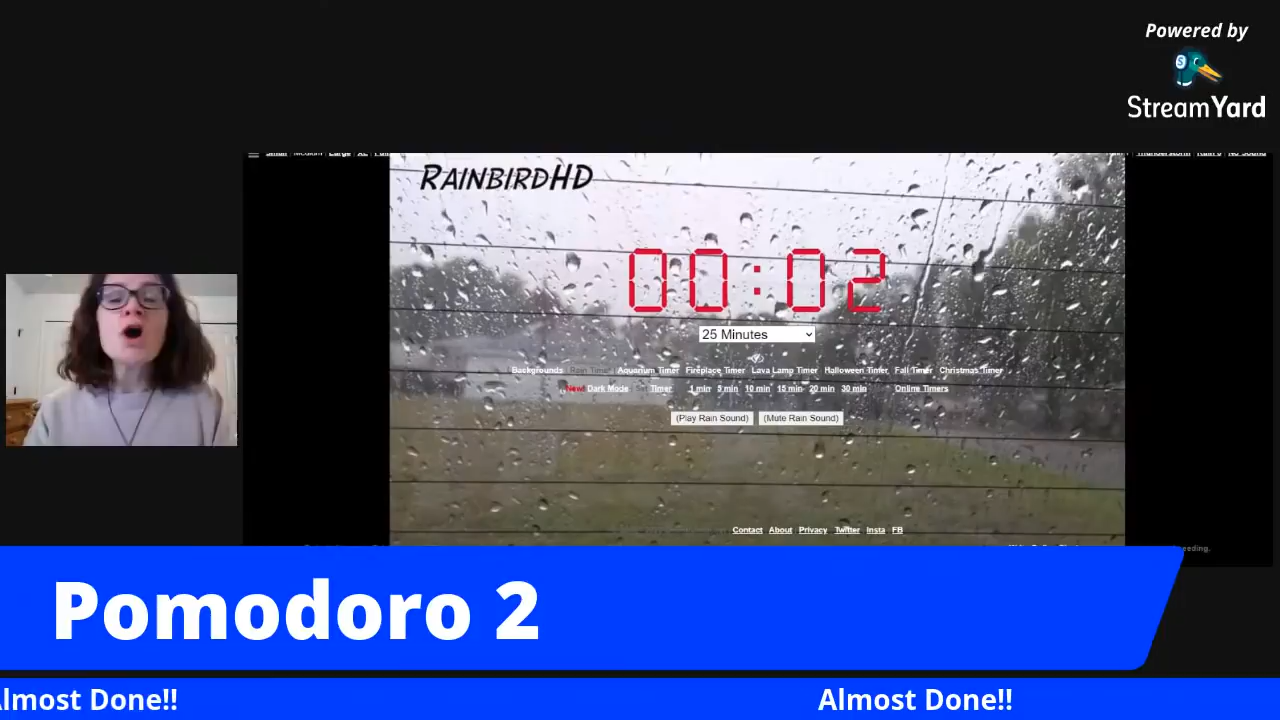 Powered by
StreamYard
RAINBIRDHD
00:02
25 Minutes
Backgrounds Rain Timer Aquarium Timer Fireplace Timer Lava Lamp Timer Halloween Timer Fall Timer Christmas Timer
New! Dark Mode Timer 1 min 5 min 10 min 15 min 20 min 30 min Online Timers
(Play Rain Sound) (Mute Rain Sound)
Contact About Privacy Twitter Insta FB
Pomodoro 2
Almost Done!! Almost Done!!